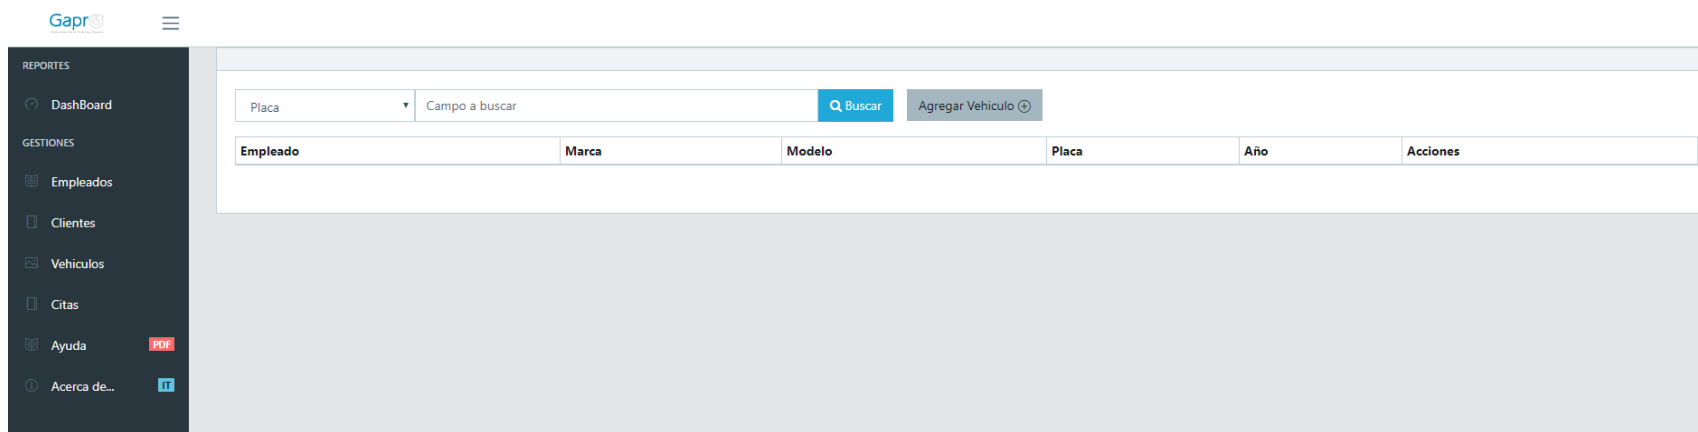 Gapr
REPORTES
DashBoard
GESTIONES
Empleados
Clientes
Vehiculos
Citas
Ayuda PDF
Acerca de... IT
Placa Campo a buscar Buscar Agregar Vehiculo
Empleado Marca Modelo Placa Año Acciones